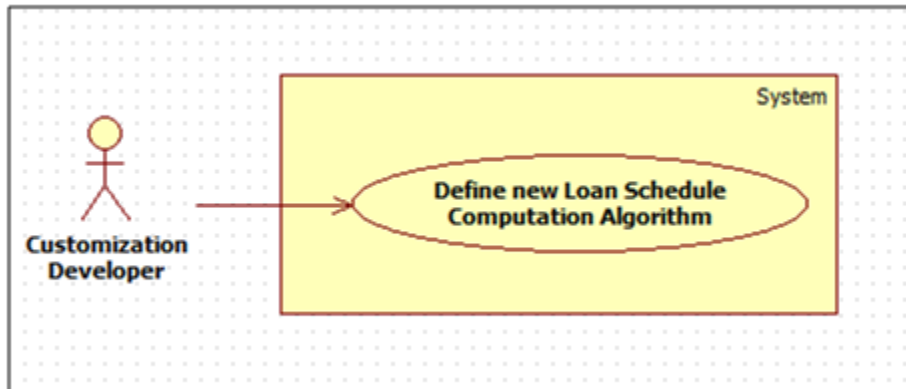 System
Define new Loan Schedule
Computation Algorithm
Customization
Developer